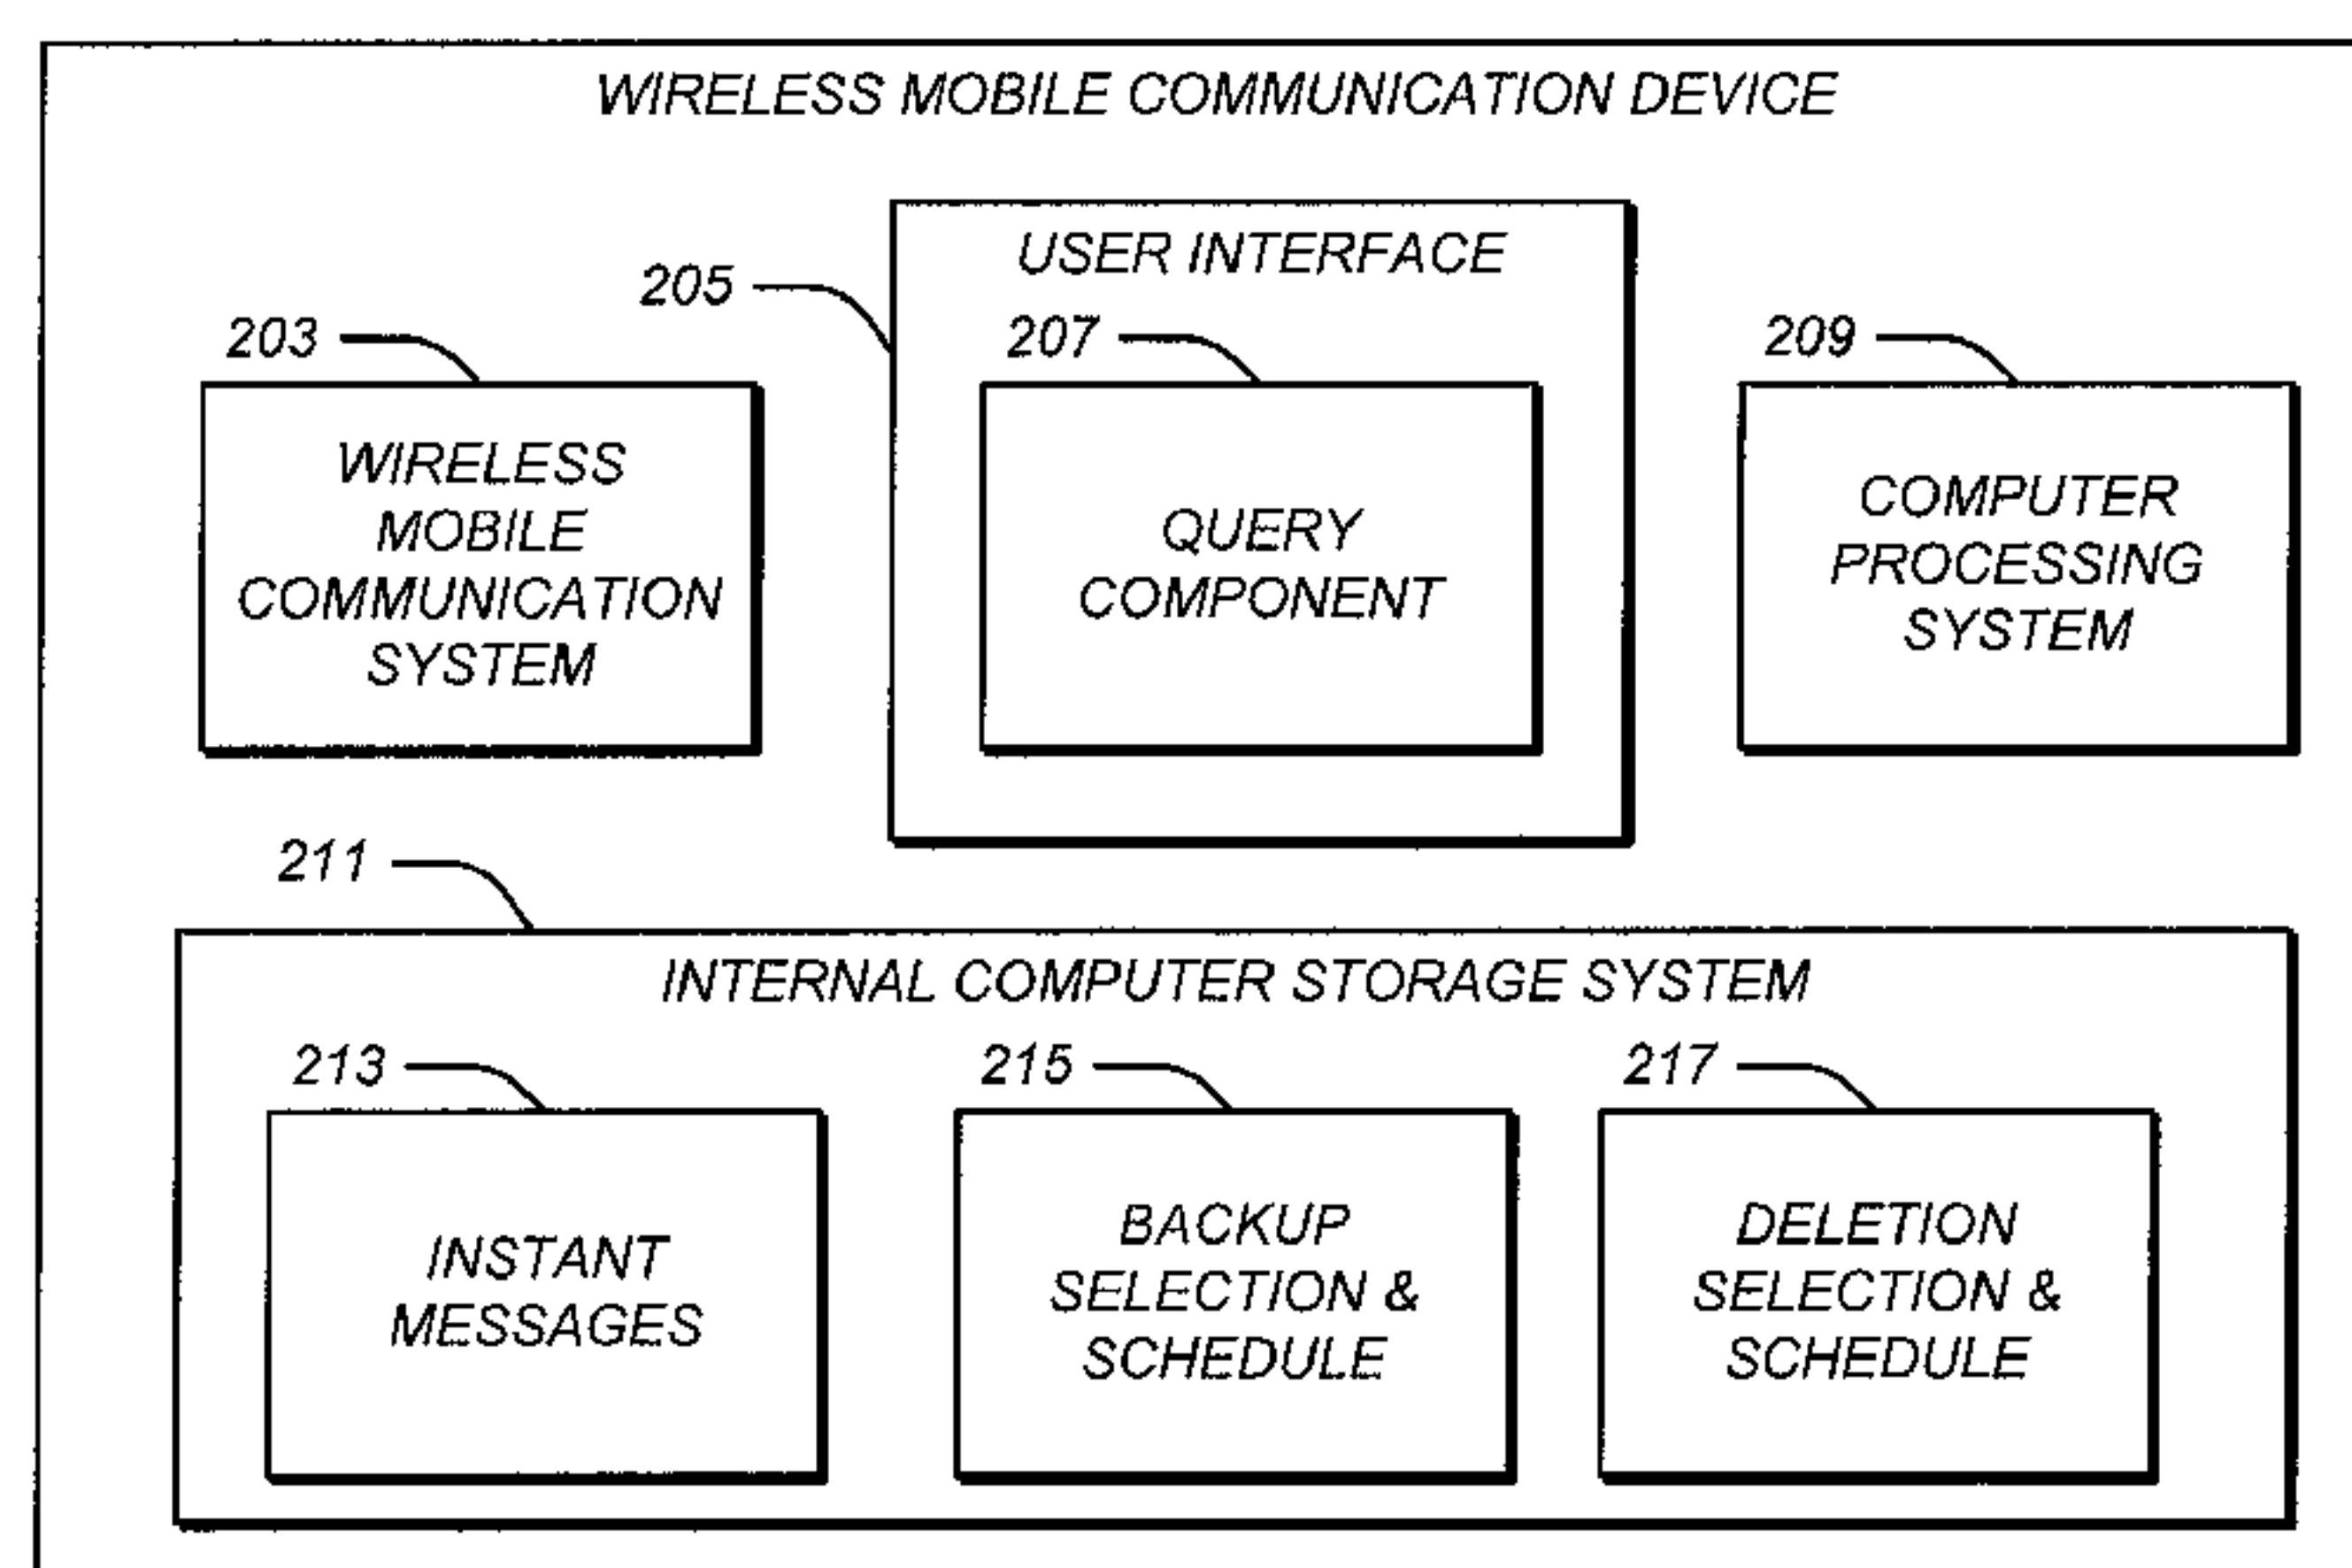 WIRELESS MOBILE COMMUNICATION DEVICE
USER INTERFACE
205
203
207
209
WIRELESS
MOBILE
COMMUNICATION
SYSTEM
QUERY
COMPONENT
COMPUTER
PROCESSING
SYSTEM
211
INTERNAL COMPUTER STORAGE SYSTEM
213
215
217
INSTANT
MESSAGES
BACKUP
SELECTION &
SCHEDULE
DELETION
SELECTION &
SCHEDULE